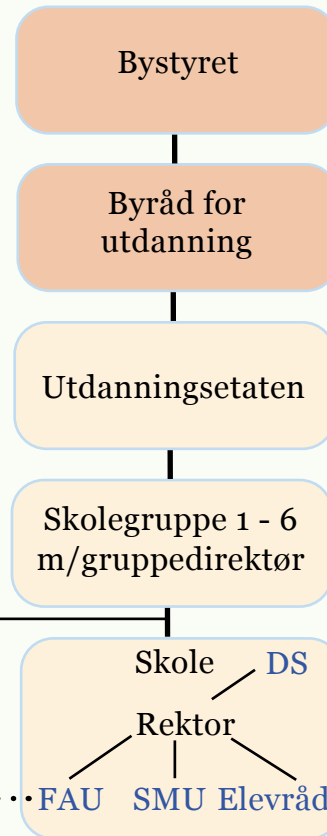 Bystyret
Byråd for
utdanning
Utdanningsetaten
Skolegruppe 1 - 6
m/gruppedirektør
Skole DS
Rektor
FAU SMU Elevråd